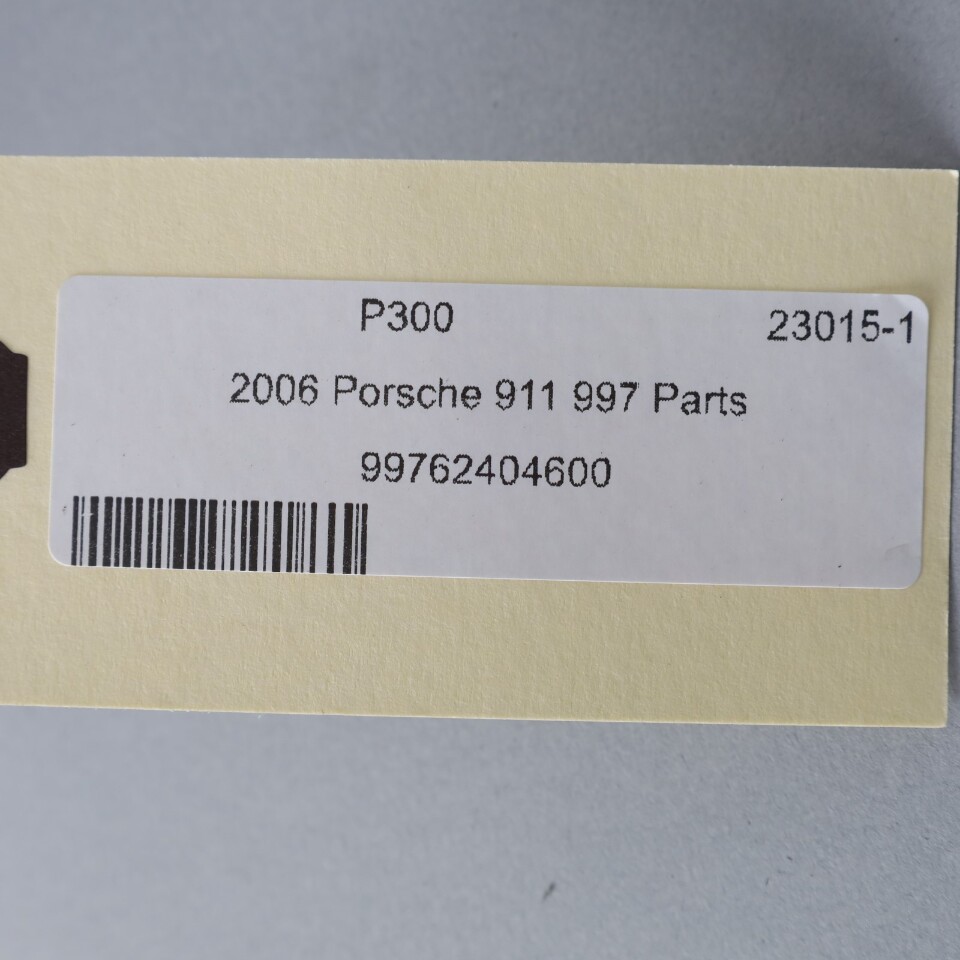 P300 23015-1
2006 Porsche 911 997 Parts
99762404600